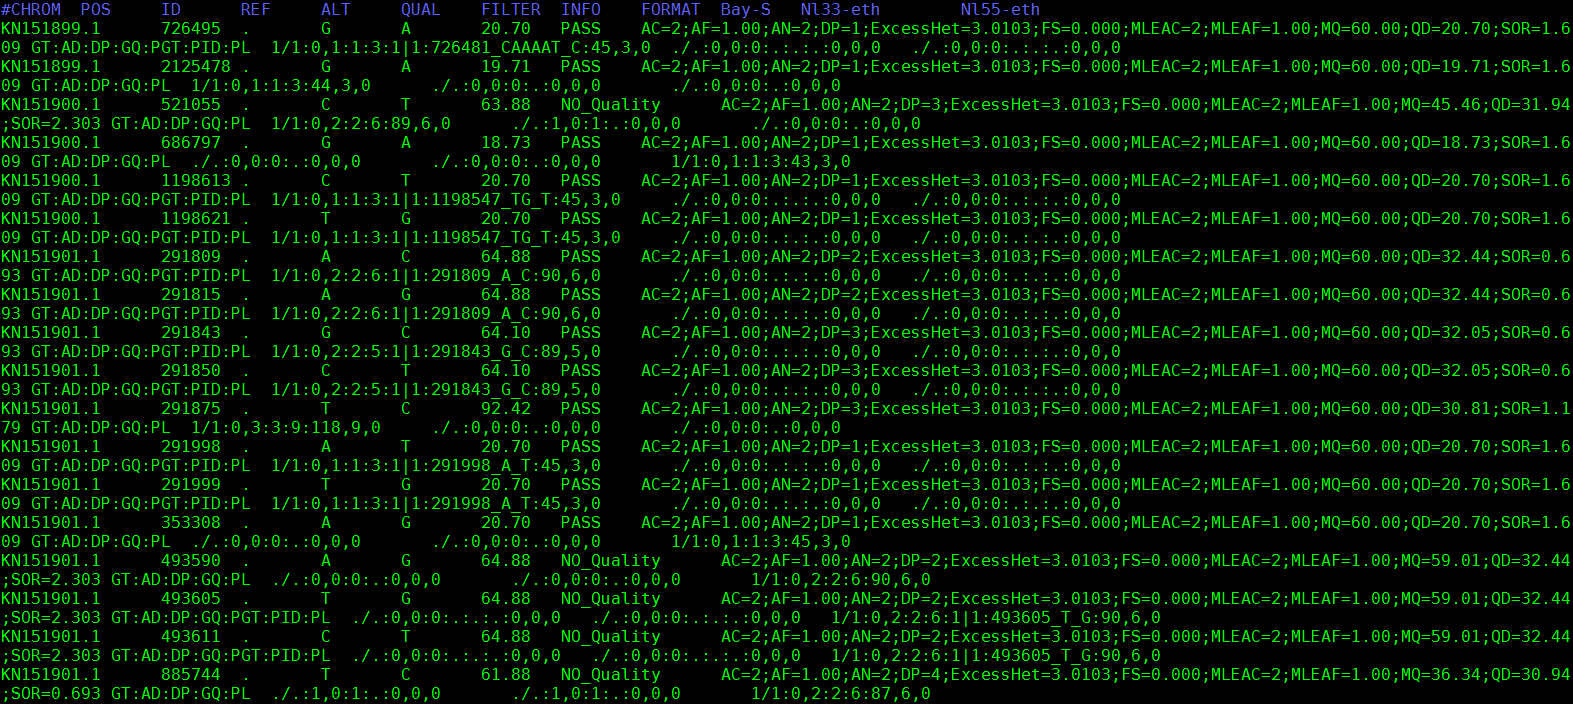 #CHROM POS ID REF ALT QUAL FILTER INFO FORMAT Bay-S Nl33-eth Nl55-eth
KN151899.1 726495 . G A 20.70 PASS AC=2;AF=1.00;AN=2;DP=1;ExcessHet=3.0103;FS=0.000;MLEAC=2;MLEAF=1.00;MQ=60.00;QD=20.70;SOR=1.6
09 GT:AD:DP:GQ:PGT:PID:PL 1/1:0,1:1:3:1|1:726481_CAAAAT_C:45,3,0 ./.:0,0:0:.:.:.:0,0,0 ./.:0,0:0:.:.:.:0,0,0
KN151899.1 2125478 . G A 19.71 PASS AC=2;AF=1.00;AN=2;DP=1;ExcessHet=3.0103;FS=0.000;MLEAC=2;MLEAF=1.00;MQ=60.00;QD=19.71;SOR=1.6
09 GT:AD:DP:GQ:PL 1/1:0,1:1:3:44,3,0 ./.:0,0:0:.:0,0,0 ./.:0,0:0:.:0,0,0
KN151900.1 521055 . C T 63.88 NO_Quality AC=2;AF=1.00;AN=2;DP=3;ExcessHet=3.0103;FS=0.000;MLEAC=2;MLEAF=1.00;MQ=45.46;QD=31.94
;SOR=2.303 GT:AD:DP:GQ:PL 1/1:0,2:2:6:89,6,0 ./.:1,0:1:.:0,0,0 ./.:0,0:0:.:0,0,0
KN151900.1 686797 . G A 18.73 PASS AC=2;AF=1.00;AN=2;DP=1;ExcessHet=3.0103;FS=0.000;MLEAC=2;MLEAF=1.00;MQ=60.00;QD=18.73;SOR=1.6
09 GT:AD:DP:GQ:PL ./.:0,0:0:.:0,0,0 ./.:0,0:0:.:0,0,0 1/1:0,1:1:3:43,3,0
KN151900.1 1198613 . C T 20.70 PASS AC=2;AF=1.00;AN=2;DP=1;ExcessHet=3.0103;FS=0.000;MLEAC=2;MLEAF=1.00;MQ=60.00;QD=20.70;SOR=1.6
09 GT:AD:DP:GQ:PGT:PID:PL 1/1:0,1:1:3:1|1:1198547_TG_T:45,3,0 ./.:0,0:0:.:.:.:0,0,0 ./.:0,0:0:.:.:.:0,0,0
KN151900.1 1198621 . T G 20.70 PASS AC=2;AF=1.00;AN=2;DP=1;ExcessHet=3.0103;FS=0.000;MLEAC=2;MLEAF=1.00;MQ=60.00;QD=20.70;SOR=1.6
09 GT:AD:DP:GQ:PGT:PID:PL 1/1:0,1:1:3:1|1:1198547_TG_T:45,3,0 ./.:0,0:0:.:.:.:0,0,0 ./.:0,0:0:.:.:.:0,0,0
KN151901.1 291809 . A C 64.88 PASS AC=2;AF=1.00;AN=2;DP=2;ExcessHet=3.0103;FS=0.000;MLEAC=2;MLEAF=1.00;MQ=60.00;QD=32.44;SOR=0.6
93 GT:AD:DP:GQ:PGT:PID:PL 1/1:0,2:2:6:1|1:291809_A_C:90,6,0 ./.:0,0:0:.:.:.:0,0,0 ./.:0,0:0:.:.:.:0,0,0
KN151901.1 291815 . A G 64.88 PASS AC=2;AF=1.00;AN=2;DP=2;ExcessHet=3.0103;FS=0.000;MLEAC=2;MLEAF=1.00;MQ=60.00;QD=32.44;SOR=0.6
93 GT:AD:DP:GQ:PGT:PID:PL 1/1:0,2:2:6:1|1:291809_A_C:90,6,0 ./.:0,0:0:.:.:.:0,0,0 ./.:0,0:0:.:.:.:0,0,0
KN151901.1 291843 . G C 64.10 PASS AC=2;AF=1.00;AN=2;DP=3;ExcessHet=3.0103;FS=0.000;MLEAC=2;MLEAF=1.00;MQ=60.00;QD=32.05;SOR=0.6
93 GT:AD:DP:GQ:PGT:PID:PL 1/1:0,2:2:5:1|1:291843_G_C:89,5,0 ./.:0,0:0:.:.:.:0,0,0 ./.:0,0:0:.:.:.:0,0,0
KN151901.1 291850 . C T 64.10 PASS AC=2;AF=1.00;AN=2;DP=3;ExcessHet=3.0103;FS=0.000;MLEAC=2;MLEAF=1.00;MQ=60.00;QD=32.05;SOR=0.6
93 GT:AD:DP:GQ:PGT:PID:PL 1/1:0,2:2:5:1|1:291843_G_C:89,5,0 ./.:0,0:0:.:.:.:0,0,0 ./.:0,0:0:.:.:.:0,0,0
KN151901.1 291875 . T C 92.42 PASS AC=2;AF=1.00;AN=2;DP=3;ExcessHet=3.0103;FS=0.000;MLEAC=2;MLEAF=1.00;MQ=60.00;QD=30.81;SOR=1.1
79 GT:AD:DP:GQ:PL 1/1:0,3:3:9:118,9,0 ./.:0,0:0:.:0,0,0 ./.:0,0:0:.:0,0,0
KN151901.1 291998 . A T 20.70 PASS AC=2;AF=1.00;AN=2;DP=1;ExcessHet=3.0103;FS=0.000;MLEAC=2;MLEAF=1.00;MQ=60.00;QD=20.70;SOR=1.6
09 GT:AD:DP:GQ:PGT:PID:PL 1/1:0,1:1:3:1|1:291998_A_T:45,3,0 ./.:0,0:0:.:.:.:0,0,0 ./.:0,0:0:.:.:.:0,0,0
KN151901.1 291999 . T G 20.70 PASS AC=2;AF=1.00;AN=2;DP=1;ExcessHet=3.0103;FS=0.000;MLEAC=2;MLEAF=1.00;MQ=60.00;QD=20.70;SOR=1.6
09 GT:AD:DP:GQ:PGT:PID:PL 1/1:0,1:1:3:1|1:291998_A_T:45,3,0 ./.:0,0:0:.:.:.:0,0,0 ./.:0,0:0:.:.:.:0,0,0
KN151901.1 353308 . A G 20.70 PASS AC=2;AF=1.00;AN=2;DP=1;ExcessHet=3.0103;FS=0.000;MLEAC=2;MLEAF=1.00;MQ=60.00;QD=20.70;SOR=1.6
09 GT:AD:DP:GQ:PL ./.:0,0:0:.:0,0,0 ./.:0,0:0:.:0,0,0 1/1:0,1:1:3:45,3,0
KN151901.1 493590 . A G 64.88 NO_Quality AC=2;AF=1.00;AN=2;DP=2;ExcessHet=3.0103;FS=0.000;MLEAC=2;MLEAF=1.00;MQ=59.01;QD=32.44
;SOR=2.303 GT:AD:DP:GQ:PL ./.:0,0:0:.:0,0,0 ./.:0,0:0:.:0,0,0 1/1:0,2:2:6:90,6,0
KN151901.1 493605 . T G 64.88 NO_Quality AC=2;AF=1.00;AN=2;DP=2;ExcessHet=3.0103;FS=0.000;MLEAC=2;MLEAF=1.00;MQ=59.01;QD=32.44
;SOR=2.303 GT:AD:DP:GQ:PGT:PID:PL ./.:0,0:0:.:.:.:0,0,0 ./.:0,0:0:.:.:.:0,0,0 1/1:0,2:2:6:1|1:493605_T_G:90,6,0
KN151901.1 493611 . C T 64.88 NO_Quality AC=2;AF=1.00;AN=2;DP=2;ExcessHet=3.0103;FS=0.000;MLEAC=2;MLEAF=1.00;MQ=59.01;QD=32.44
;SOR=2.303 GT:AD:DP:GQ:PGT:PID:PL ./.:0,0:0:.:.:.:0,0,0 ./.:0,0:0:.:.:.:0,0,0 1/1:0,2:2:6:1|1:493605_T_G:90,6,0
KN151901.1 885744 . T C 61.88 NO_Quality AC=2;AF=1.00;AN=2;DP=4;ExcessHet=3.0103;FS=0.000;MLEAC=2;MLEAF=1.00;MQ=36.34;QD=30.94
;SOR=0.693 GT:AD:DP:GQ:PL ./.:1,0:1:.:0,0,0 ./.:1,0:1:.:0,0,0 1/1:0,2:2:6:87,6,0